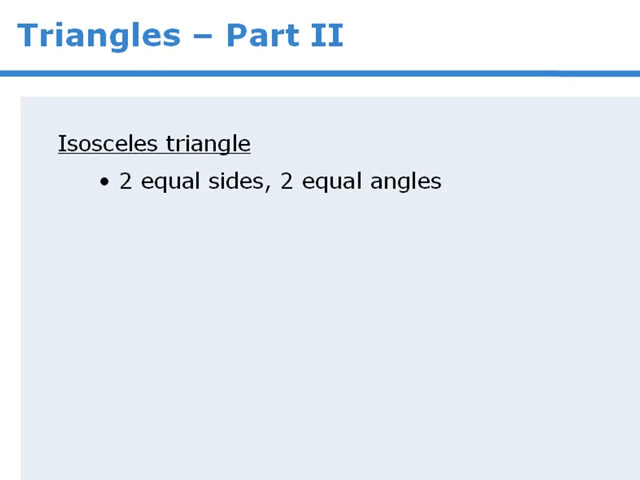 Triangles – Part II
Isosceles triangle
• 2 equal sides, 2 equal angles